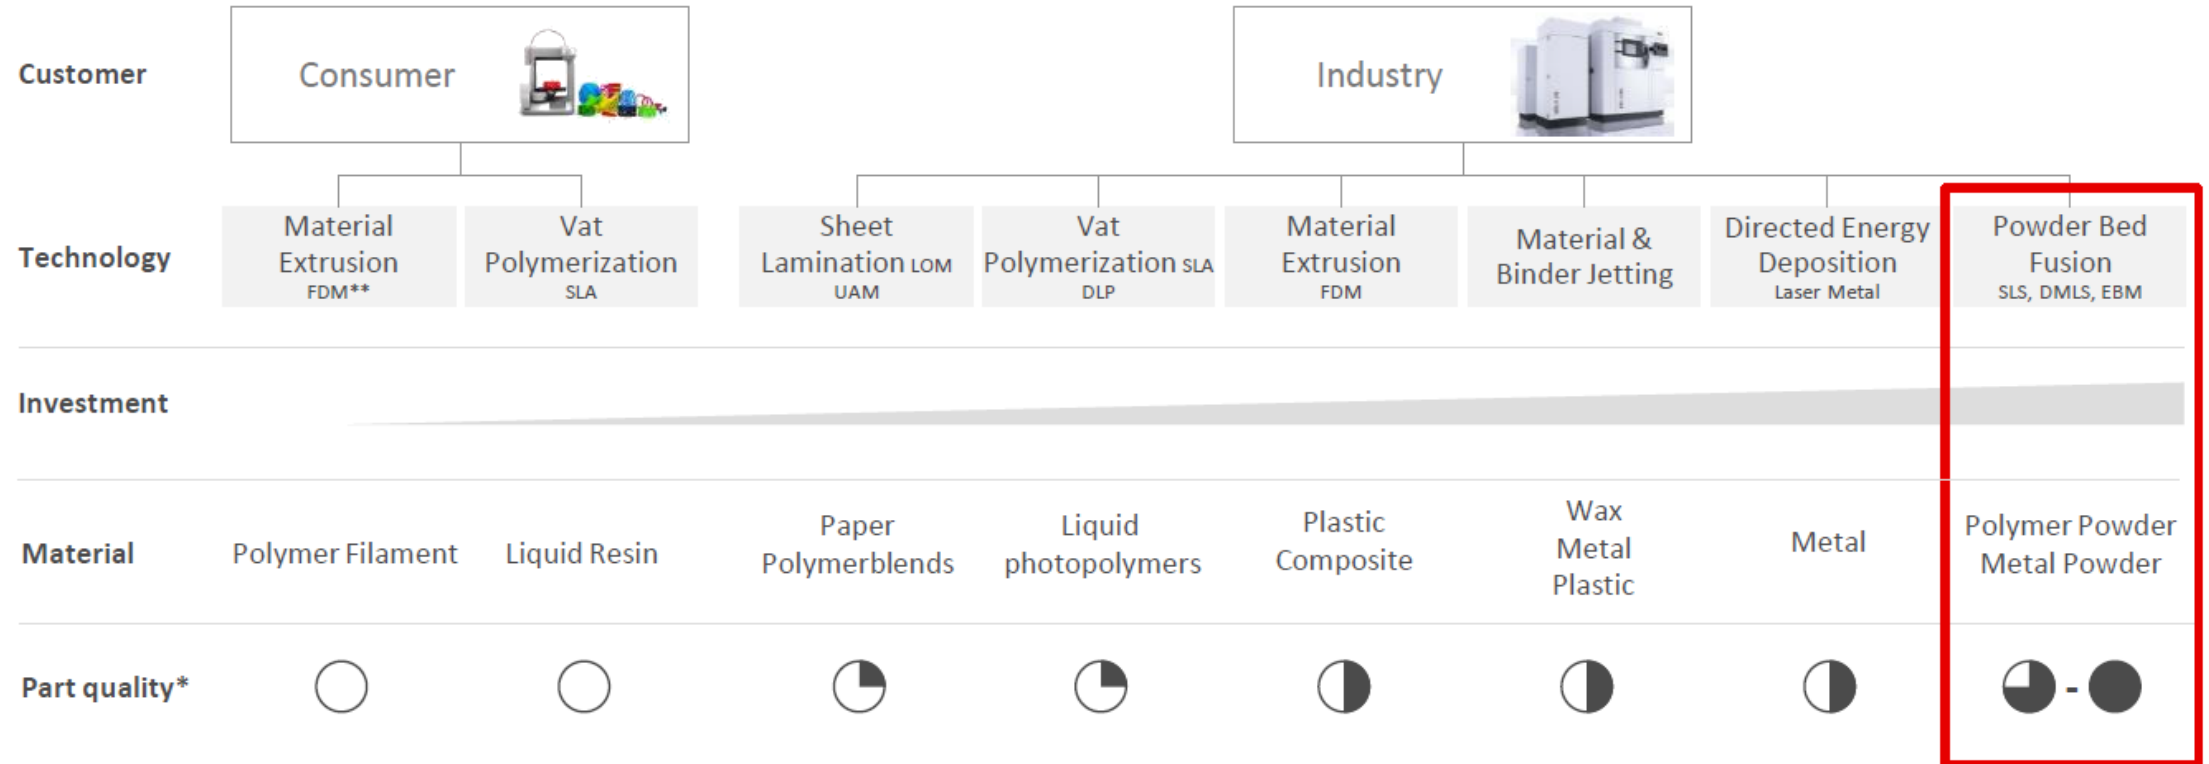 Customer
Consumer
Industry
Technology
Material
Extrusion
FDM**
Vat
Polymerization
SLA
Sheet
Lamination LOM
UAM
Vat
Polymerization SLA
DLP
Material
Extrusion
FDM
Material &
Binder Jetting
Directed Energy
Deposition
Laser Metal
Powder Bed
Fusion
SLS, DMLS, EBM
Investment
Material
Polymer Filament
Liquid Resin
Paper
Polymerblends
Liquid
photopolymers
Plastic
Composite
Wax
Metal
Plastic
Metal
Polymer Powder
Metal Powder
Part quality*
-